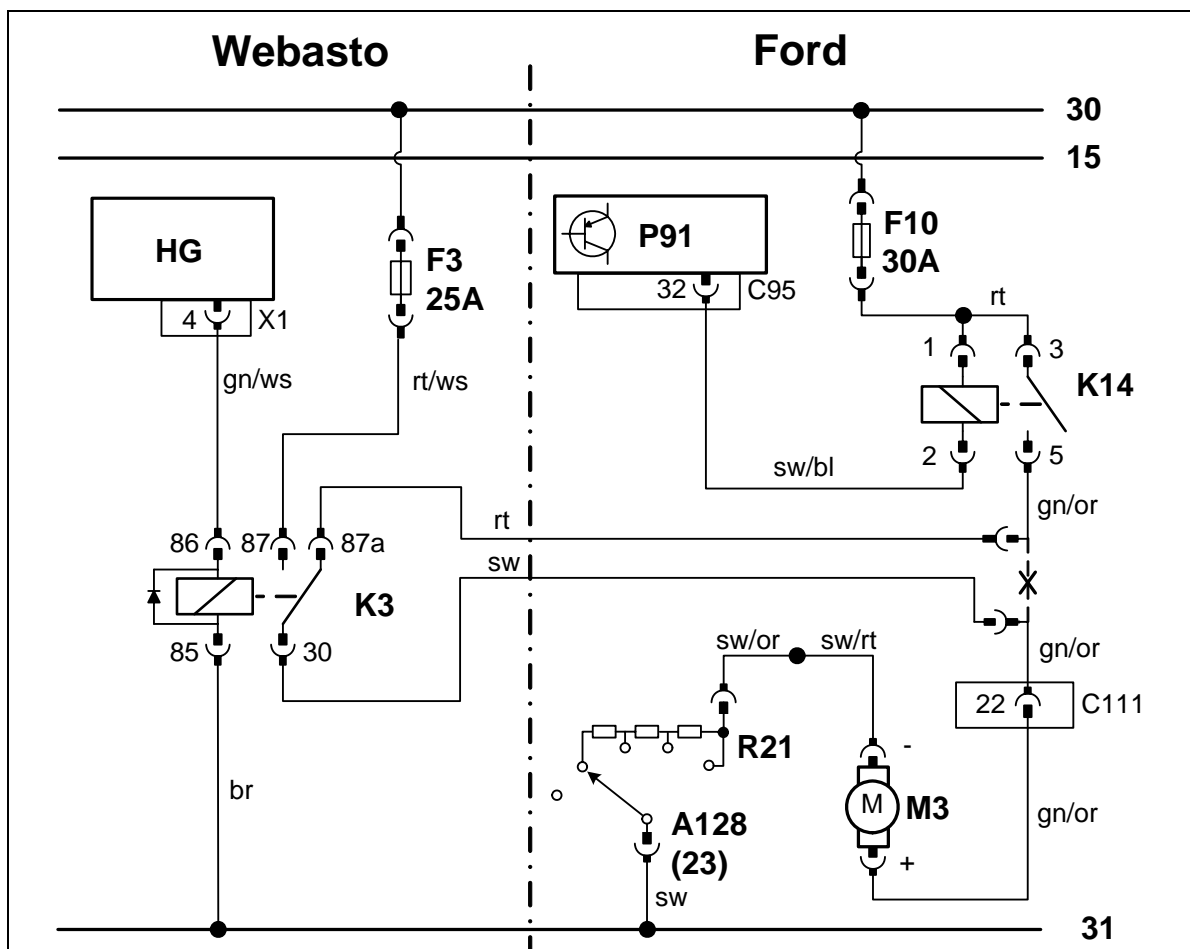 Webasto
Ford
30
15
HG
4
X1
F3
25A
P91
32
C95
F10
30A
rt
1
3
K14
2
5
gn/ws
rt/ws
sw/bl
gn/or
86
87
87a
rt
sw
K3
85
30
sw/or
sw/rt
gn/or
22
C111
R21
-
M
M3
+
gn/or
br
A128
(23)
sw
31